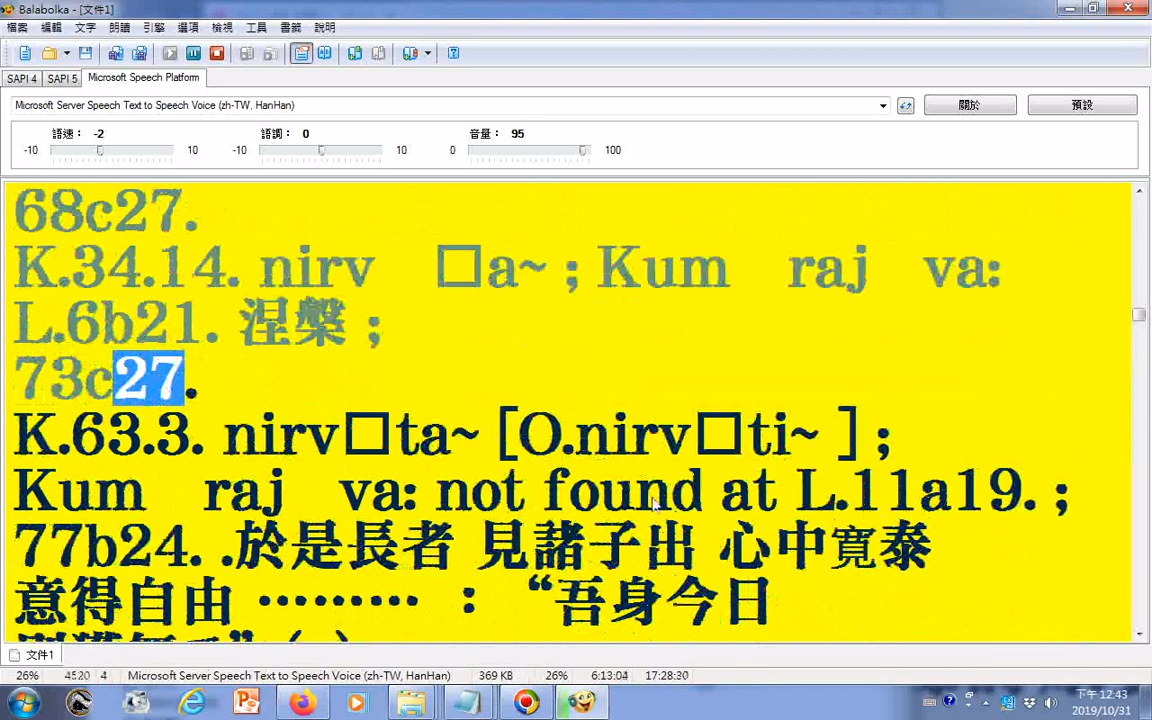 Balabolka - [文件1]
檔案 編輯 文字 朗讀 引擎 選項 檢視 工具 書籤 說明
SAPI 4 SAPI 5 Microsoft Speech Platform
Microsoft Server Speech Text to Speech Voice (zh-TW, HanHan) 關於 預設
語速： -2 語調： 0 音量： 95
-10 10 -10 10 0 100
68c27.
K.34.14. nirv □a~ ; Kum raj va:
L.6b21. 涅槃 ;
73c27.
K.63.3. nirv□ta~ [O.nirv□ti~ ] ;
Kum raj va: not found at L.11a19. ;
77b24. .於是長者 見諸子出 心中寬泰
意得自由 ……… ： “吾身今日
文件1
26% 4520 4 Microsoft Server Speech Text to Speech Voice (zh-TW, HanHan) 369 KB 26% 6:13:04 17:28:30
下午 12:43
2019/10/31